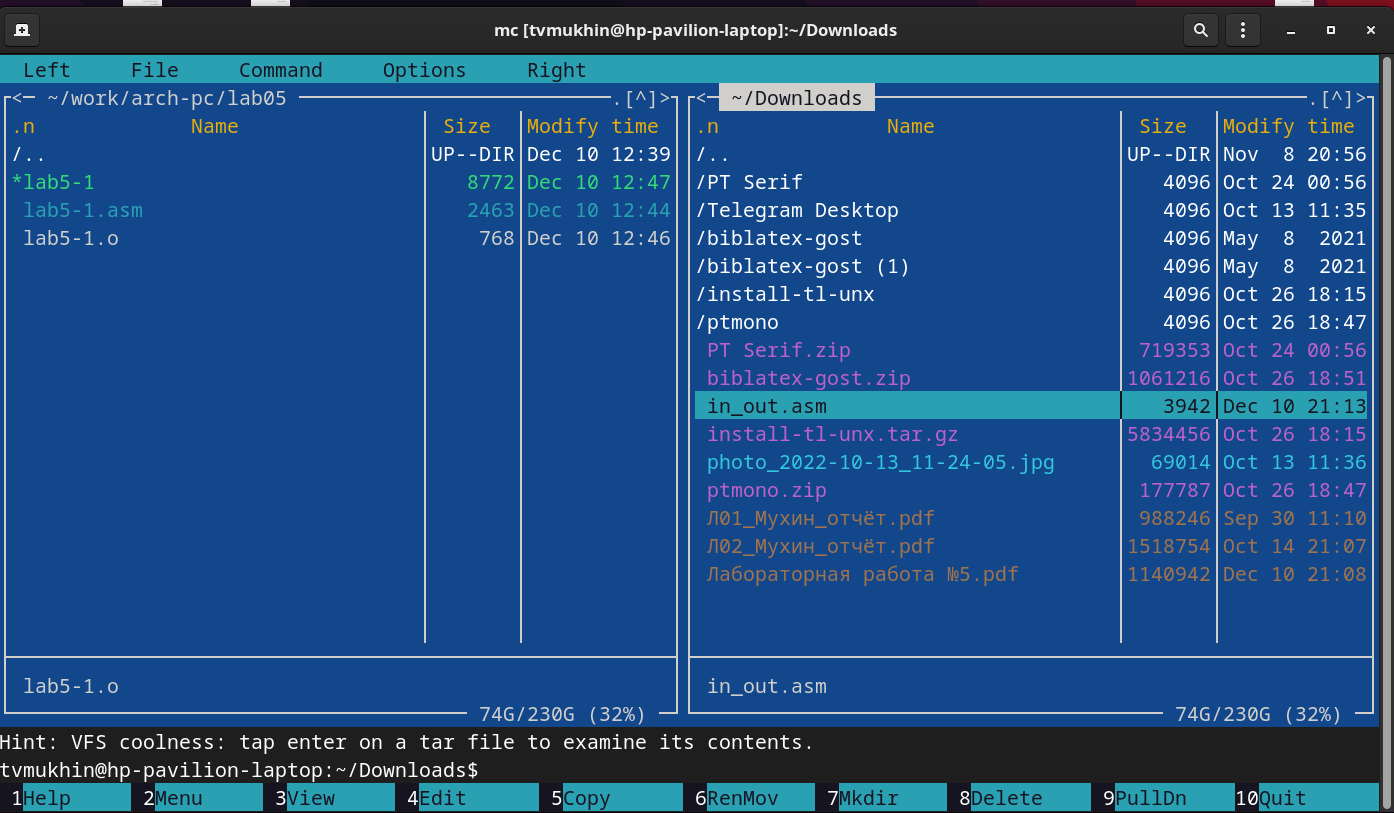 mc [tvmukhin@hp-pavilion-laptop]:~/Downloads
Left File Command Options Right
<— ~/work/arch-pc/lab05 .[^]>
.n Name Size Modify time
/.. UP--DIR Dec 10 12:39
*lab5-1 8772 Dec 10 12:47
lab5-1.asm 2463 Dec 10 12:44
lab5-1.o 768 Dec 10 12:46
lab5-1.o
74G/230G (32%)
<— ~/Downloads .[^]>
.n Name Size Modify time
/.. UP--DIR Nov 8 20:56
/PT Serif 4096 Oct 24 00:56
/Telegram Desktop 4096 Oct 13 11:35
/biblatex-gost 4096 May 8 2021
/biblatex-gost (1) 4096 May 8 2021
/install-tl-unx 4096 Oct 26 18:15
/ptmono 4096 Oct 26 18:47
PT Serif.zip 719353 Oct 24 00:56
biblatex-gost.zip 1061216 Oct 26 18:51
in_out.asm 3942 Dec 10 21:13
install-tl-unx.tar.gz 5834456 Oct 26 18:15
photo_2022-10-13_11-24-05.jpg 69014 Oct 13 11:36
ptmono.zip 177787 Oct 26 18:47
Л01_Мухин_отчёт.pdf 988246 Sep 30 11:10
Л02_Мухин_отчёт.pdf 1518754 Oct 14 21:07
Лабораторная работа №5.pdf 1140942 Dec 10 21:08
in_out.asm
74G/230G (32%)
Hint: VFS coolness: tap enter on a tar file to examine its contents.
tvmukhin@hp-pavilion-laptop:~/Downloads$
1Help 2Menu 3View 4Edit 5Copy 6RenMov 7Mkdir 8Delete 9PullDn 10Quit